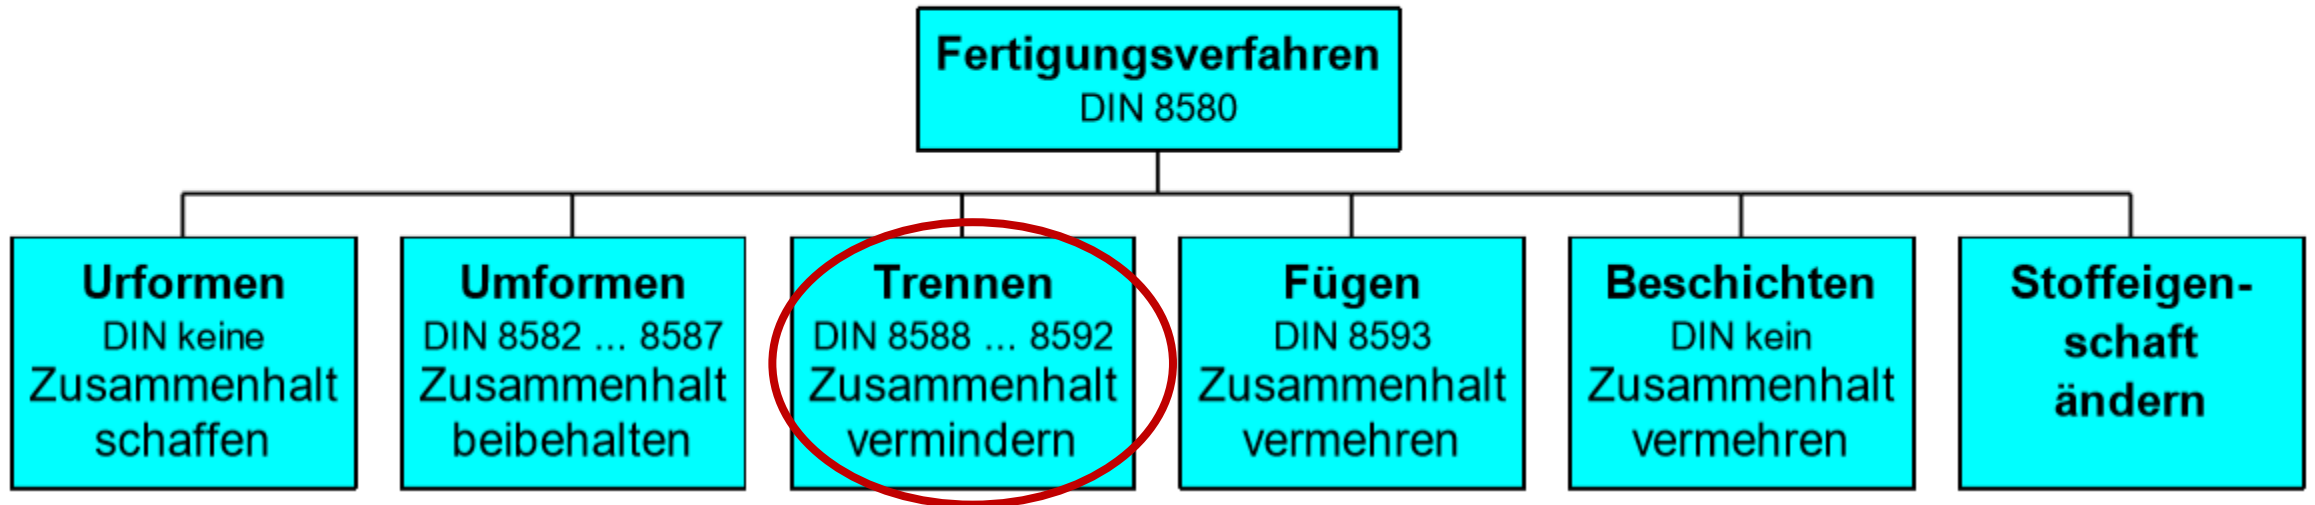 Fertigungsverfahren
DIN 8580
Urformen
DIN keine
Zusammenhalt
schaffen
Umformen
DIN 8582 ... 8587
Zusammenhalt
beibehalten
Trennen
DIN 8588 ... 8592
Zusammenhalt
vermindern
Fügen
DIN 8593
Zusammenhalt
vermehren
Beschichten
DIN kein
Zusammenhalt
vermehren
Stoffeigen-
schaft
ändern